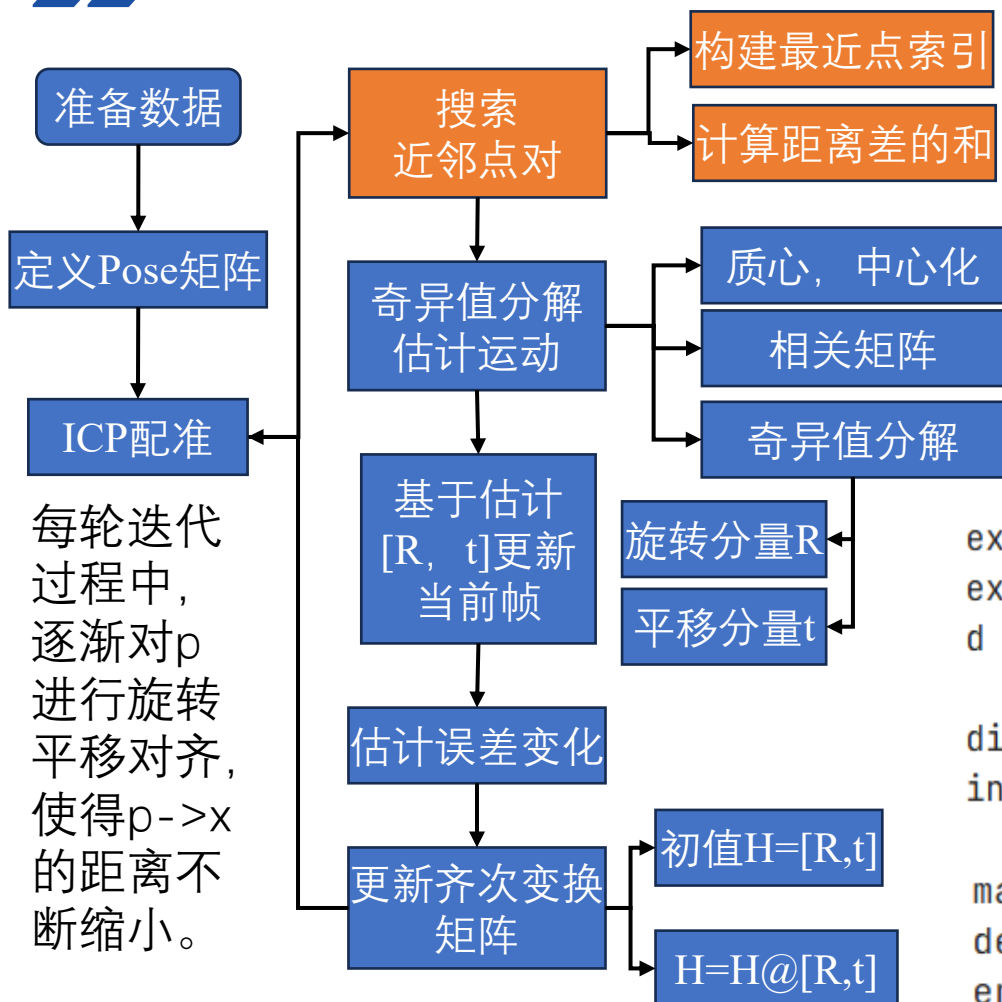 准备数据
定义Pose矩阵
ICP配准
每轮迭代
过程中,
逐渐对p
进行旋转
平移对齐,
使得p->x
的距离不
断缩小。
搜索
近邻点对
构建最近点索引
计算距离差的和
奇异值分解
估计运动
质心，中心化
相关矩阵
奇异值分解
旋转分量R
平移分量t
基于估计
[R，t]更新
当前帧
估计误差变化
更新齐次变换
矩阵
初值H=[R,t]
H=H@[R,t]
ex
ex
d
di
in
ma
de